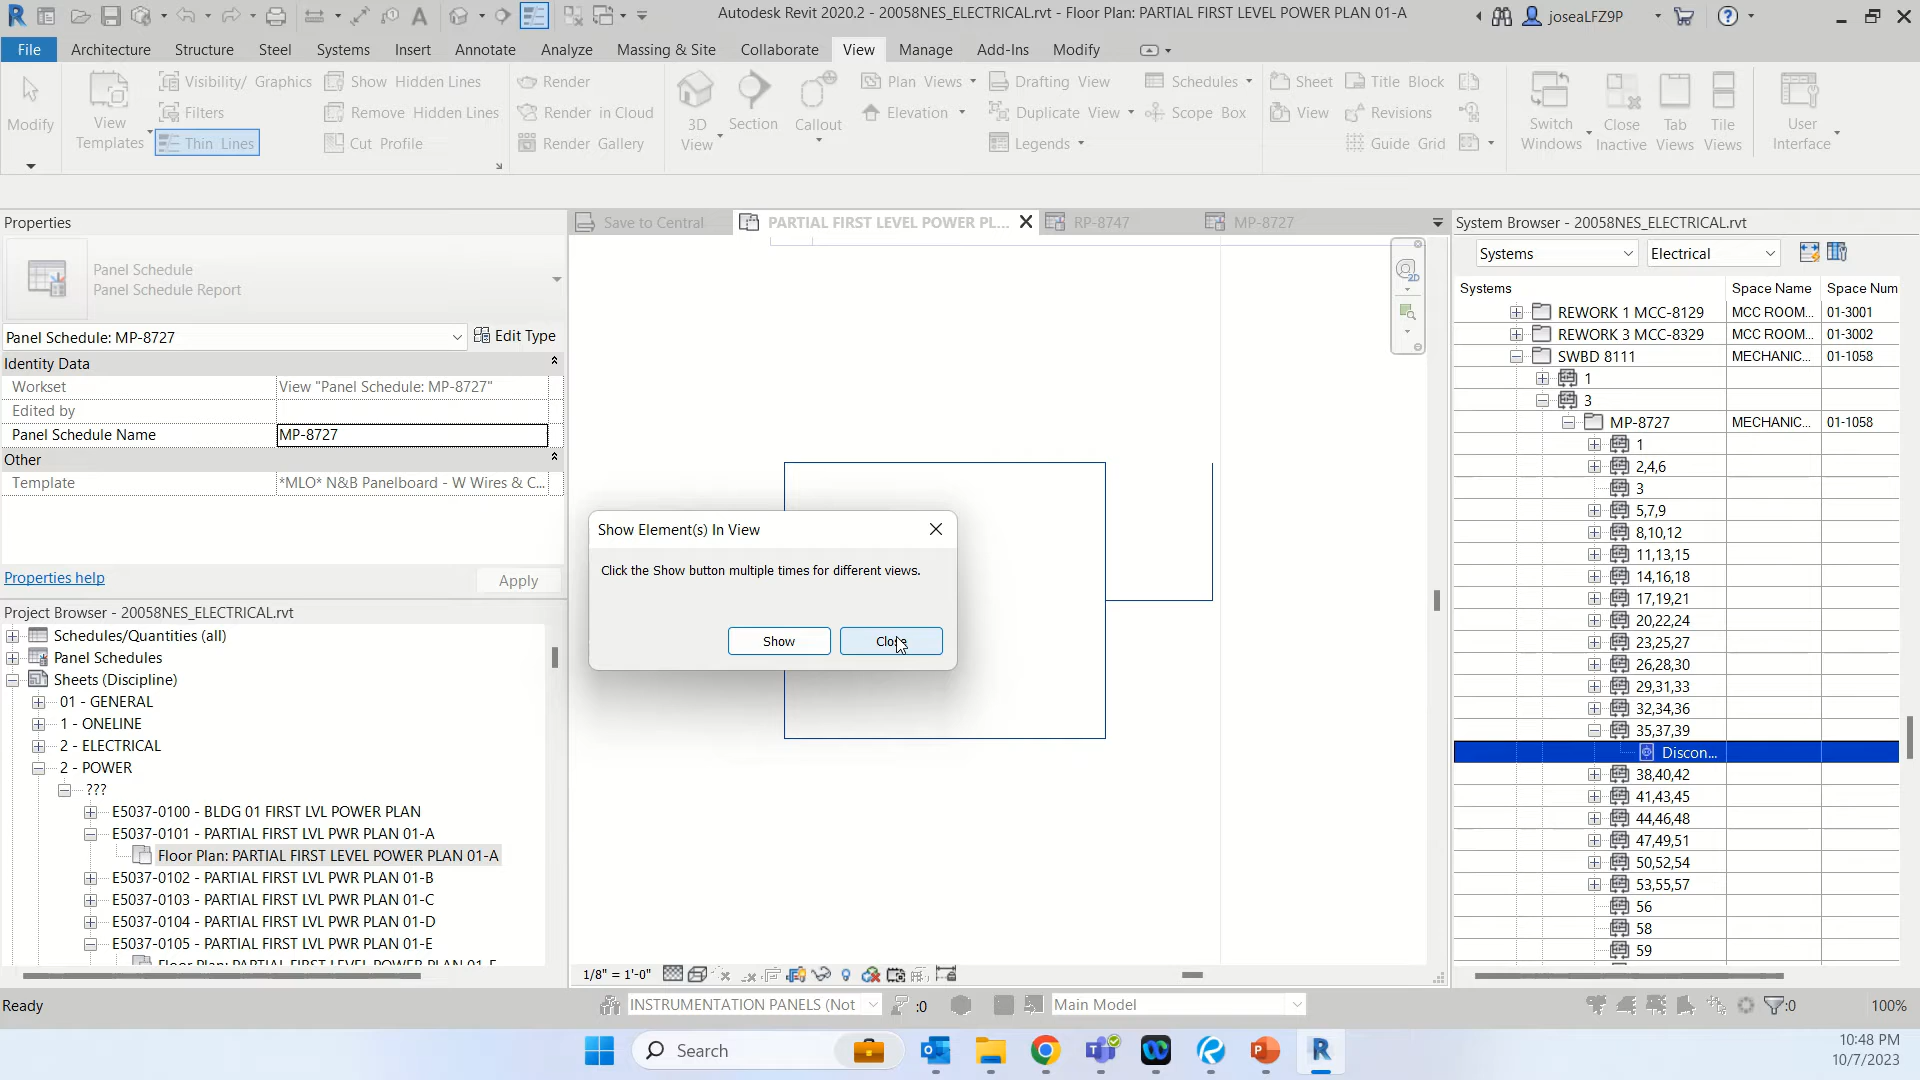 Autodesk Revit 2020.2 - 20058NES_ELECTRICAL.rvt - Floor Plan: PARTIAL FIRST LEVEL POWER PLAN 01-A
joseaLFZ9P
File Architecture Structure Steel Systems Insert Annotate Analyze Massing & Site Collaborate View Manage Add-Ins Modify
Modify
View Templates
Visibility/ Graphics
Filters
Thin Lines
Show Hidden Lines
Remove Hidden Lines
Cut Profile
Render
Render in Cloud
Render Gallery
3D View
Section
Callout
Plan Views
Elevation
Drafting View
Duplicate View
Legends
Schedules
Scope Box
Sheet
View
Title Block
Revisions
Guide Grid
Switch Windows
Close Inactive
Tab Views
Tile Views
User Interface
Properties
Panel Schedule
Panel Schedule Report
Panel Schedule: MP-8727
Edit Type
Identity Data
Workset View "Panel Schedule: MP-8727"
Edited by
Panel Schedule Name MP-8727
Other
Template *MLO* N&B Panelboard - W Wires & C...
Properties help
Apply
Project Browser - 20058NES_ELECTRICAL.rvt
Schedules/Quantities (all)
Panel Schedules
Sheets (Discipline)
01 - GENERAL
1 - ONELINE
2 - ELECTRICAL
2 - POWER
???
E5037-0100 - BLDG 01 FIRST LVL POWER PLAN
E5037-0101 - PARTIAL FIRST LVL PWR PLAN 01-A
Floor Plan: PARTIAL FIRST LEVEL POWER PLAN 01-A
E5037-0102 - PARTIAL FIRST LVL PWR PLAN 01-B
E5037-0103 - PARTIAL FIRST LVL PWR PLAN 01-C
E5037-0104 - PARTIAL FIRST LVL PWR PLAN 01-D
E5037-0105 - PARTIAL FIRST LVL PWR PLAN 01-E
Save to Central
PARTIAL FIRST LEVEL POWER PL...
RP-8747
MP-8727
2D
Show Element(s) In View
Click the Show button multiple times for different views.
Show
Close
1/8" = 1'-0"
System Browser - 20058NES_ELECTRICAL.rvt
Systems
Electrical
Systems Space Name Space Num
REWORK 1 MCC-8129 MCC ROOM... 01-3001
REWORK 3 MCC-8329 MCC ROOM... 01-3002
SWBD 8111 MECHANIC... 01-1058
1
3
MP-8727 MECHANIC... 01-1058
1
2,4,6
3
5,7,9
8,10,12
11,13,15
14,16,18
17,19,21
20,22,24
23,25,27
26,28,30
29,31,33
32,34,36
35,37,39
Discon...
38,40,42
41,43,45
44,46,48
47,49,51
50,52,54
53,55,57
56
58
59
Ready
INSTRUMENTATION PANELS (Not
:0
Main Model
:0
100%
Search
10:48 PM
10/7/2023